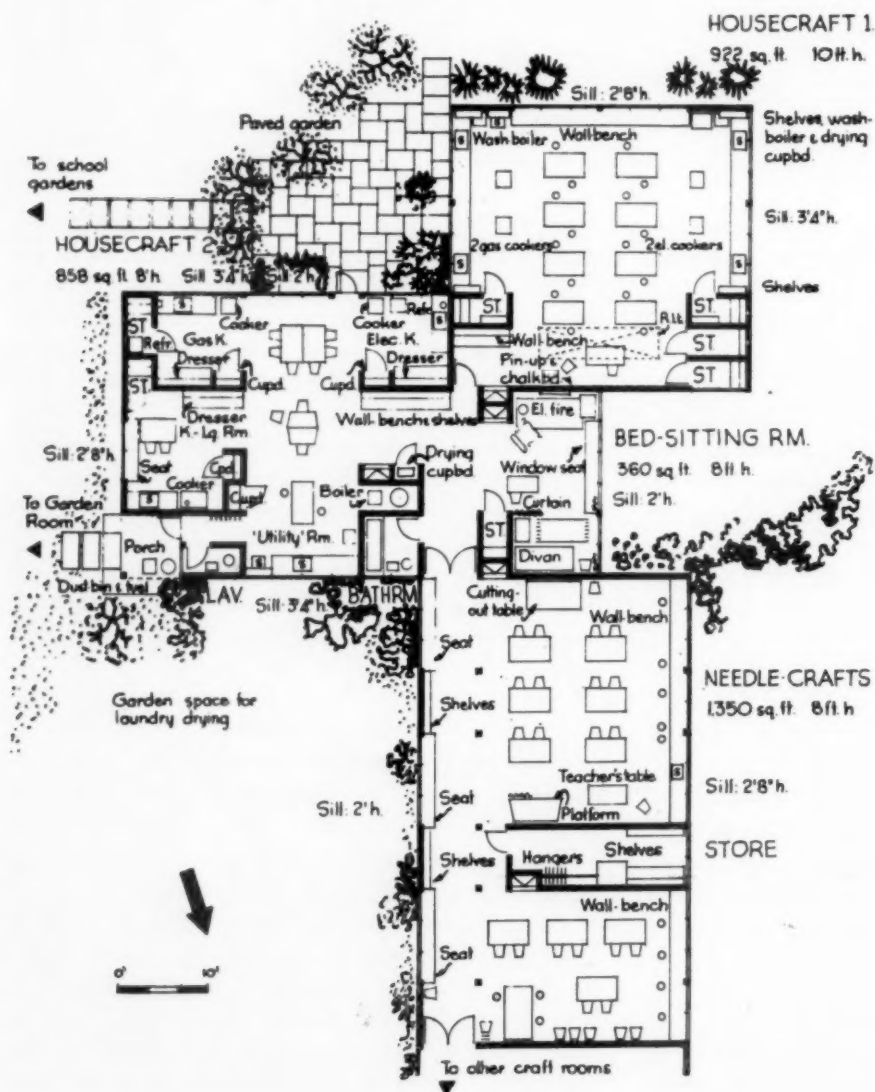 HOUSECRAFT 1.
922 sq. ft. 10 ft. h.
Sill: 2'8" h.
Paved garden
Wash-boiler
Wall-bench
Shelves, wash-
boiler & drying
cupbd.
To school
gardens
Sill: 3'4" h.
HOUSECRAFT 2
858 sq. ft. 8' h. Sill 3'4" Sill 2' h.
2 gas cookers
2 el. cookers
Shelves
ST.
ST.
Cooker
Cooker
Refr.
S
ST.
Refr.
Gas K.
Elec. K.
Dresser
Dresser
R.lt.
Wall-bench
Pin-up &
chalkbd.
ST.
ST.
ST.
Cupd.
Cupd.
Dresser
K.-Lg. Rm.
Wall-bench & shelves
El. fire
BED-SITTING RM.
360 sq. ft. 8 ft. h.
Sill: 2' h.
Sill: 2'8" h.
Seat
Cpd.
Drying
cupbd.
Window seat
Cooker
Cupd.
Boiler
Curtain
To Garden
Room
Porch
'Utility' Rm.
ST.
Divan
Dust bin & fuel
LAV.
Sill: 3'4" h.
BATHRM.
Cutting-
out table
Wall-bench
Seat
Garden space for
laundry drying
Shelves
NEEDLE-CRAFTS
1,350 sq. ft. 8 ft. h
Teacher's table
Sill: 2' h.
Seat
Platform
Sill: 2'8" h.
Shelves
Hangers
Shelves
STORE
Wall-bench
Seat
0' 10'
To other craft rooms